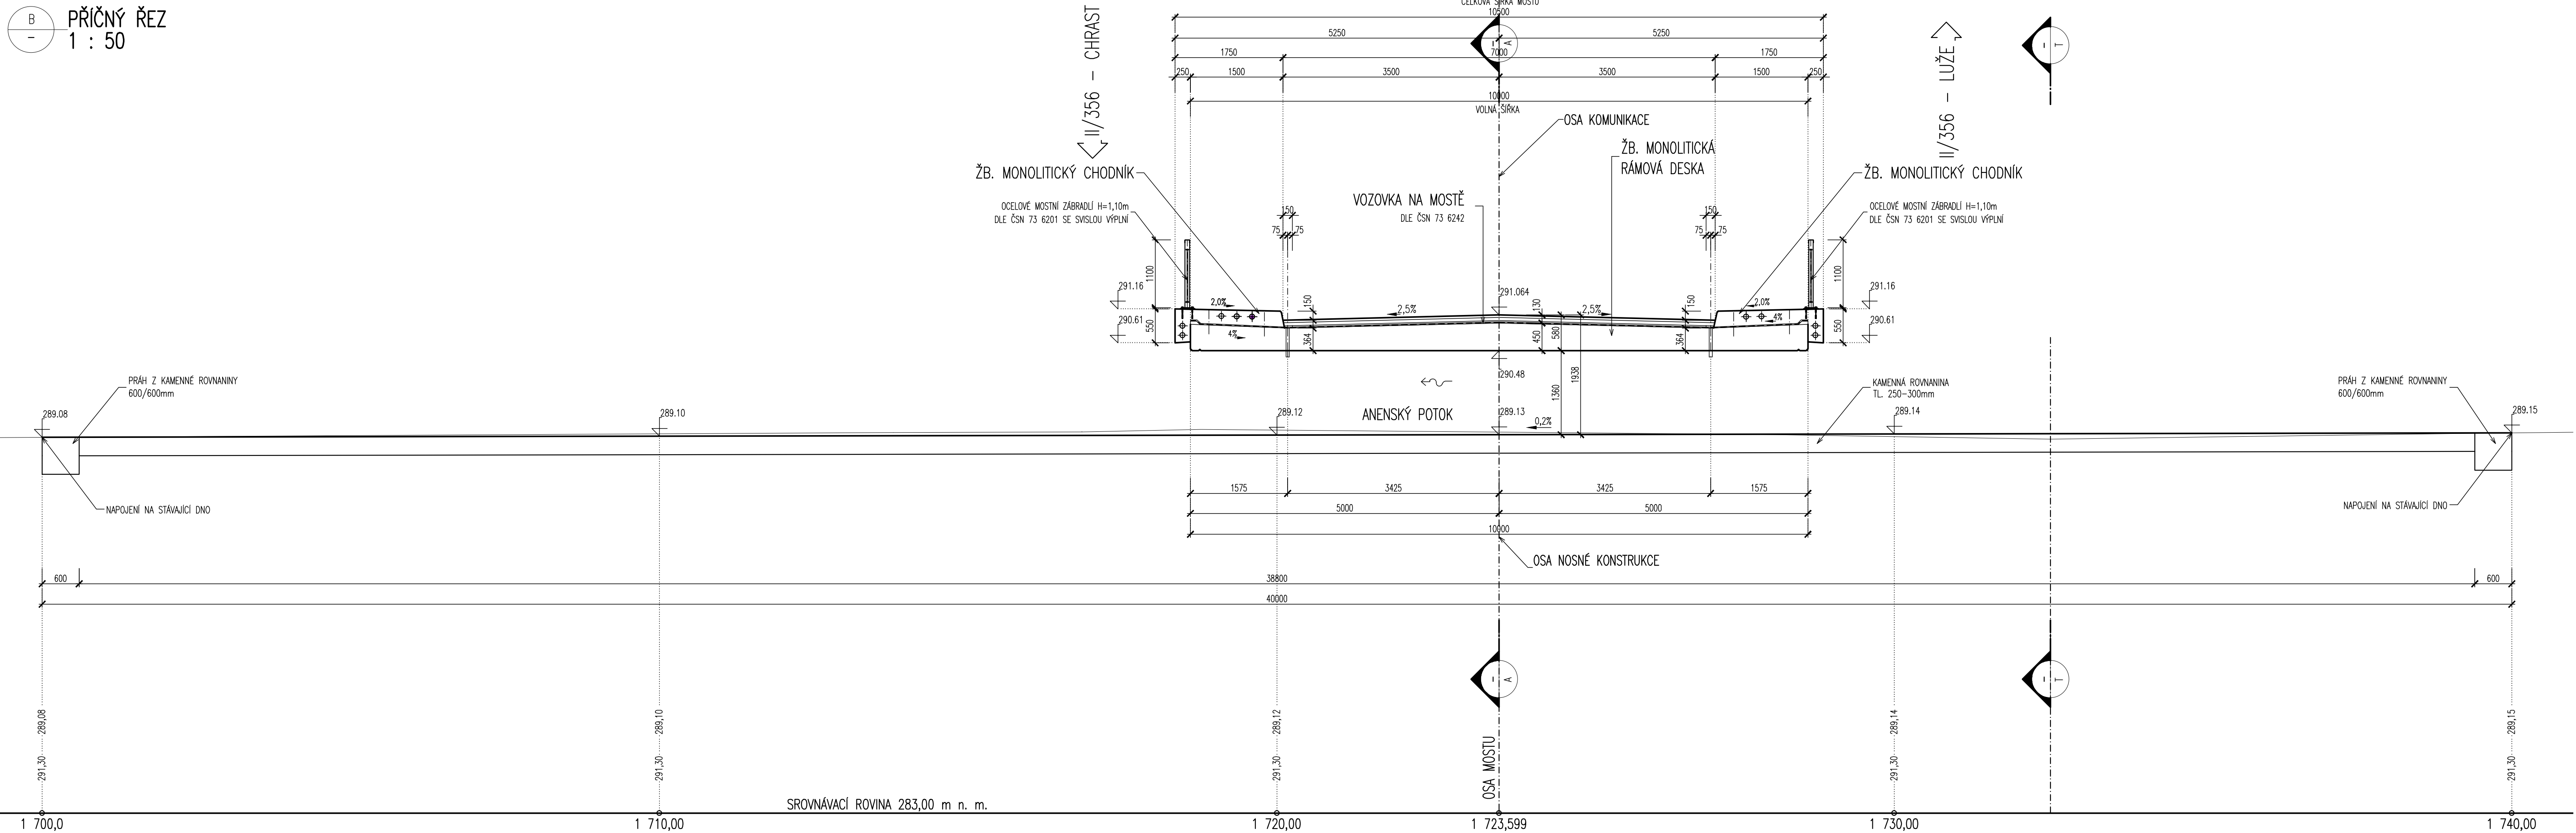 B
-
PŘÍČNÝ ŘEZ
1 : 50
II/356 - CHRAST
CELKOVÁ ŠÍŘKA MOSTU
10500
5250
5250
A
1750
7000
1750
250
1500
3500
3500
1500
250
10000
VOLNÁ ŠÍŘKA
II/356 - LUŽE
T
OSA KOMUNIKACE
ŽB. MONOLITICKÁ
RÁMOVÁ DESKA
ŽB. MONOLITICKÝ CHODNÍK
ŽB. MONOLITICKÝ CHODNÍK
VOZOVKA NA MOSTĚ
DLE ČSN 73 6242
OCELOVÉ MOSTNÍ ZÁBRADLÍ H=1,10m
DLE ČSN 73 6201 SE SVISLOU VÝPLNÍ
OCELOVÉ MOSTNÍ ZÁBRADLÍ H=1,10m
DLE ČSN 73 6201 SE SVISLOU VÝPLNÍ
150
75
75
150
75
75
1100
1100
291.16
291.064
291.16
2,0%
150
2,5%
130
2,5%
150
2,0%
290.61
550
4%
364
450
580
364
4%
550
290.61
290.48
1360
1938
PRÁH Z KAMENNÉ ROVNANINY
600/600mm
KAMENNÁ ROVNANINA
TL. 250-300mm
PRÁH Z KAMENNÉ ROVNANINY
600/600mm
289.08
289.10
289.12
ANENSKÝ POTOK
289.13
0,2%
289.14
289.15
NAPOJENÍ NA STÁVAJÍCÍ DNO
NAPOJENÍ NA STÁVAJÍCÍ DNO
1575
3425
3425
1575
5000
5000
10000
OSA NOSNÉ KONSTRUKCE
600
38800
600
40000
A
T
289,08
289,10
289,12
289,14
289,15
291,30
291,30
291,30
OSA MOSTU
291,30
291,30
SROVNÁVACÍ ROVINA 283,00 m n. m.
1 700,0
1 710,00
1 720,00
1 723,599
1 730,00
1 740,00